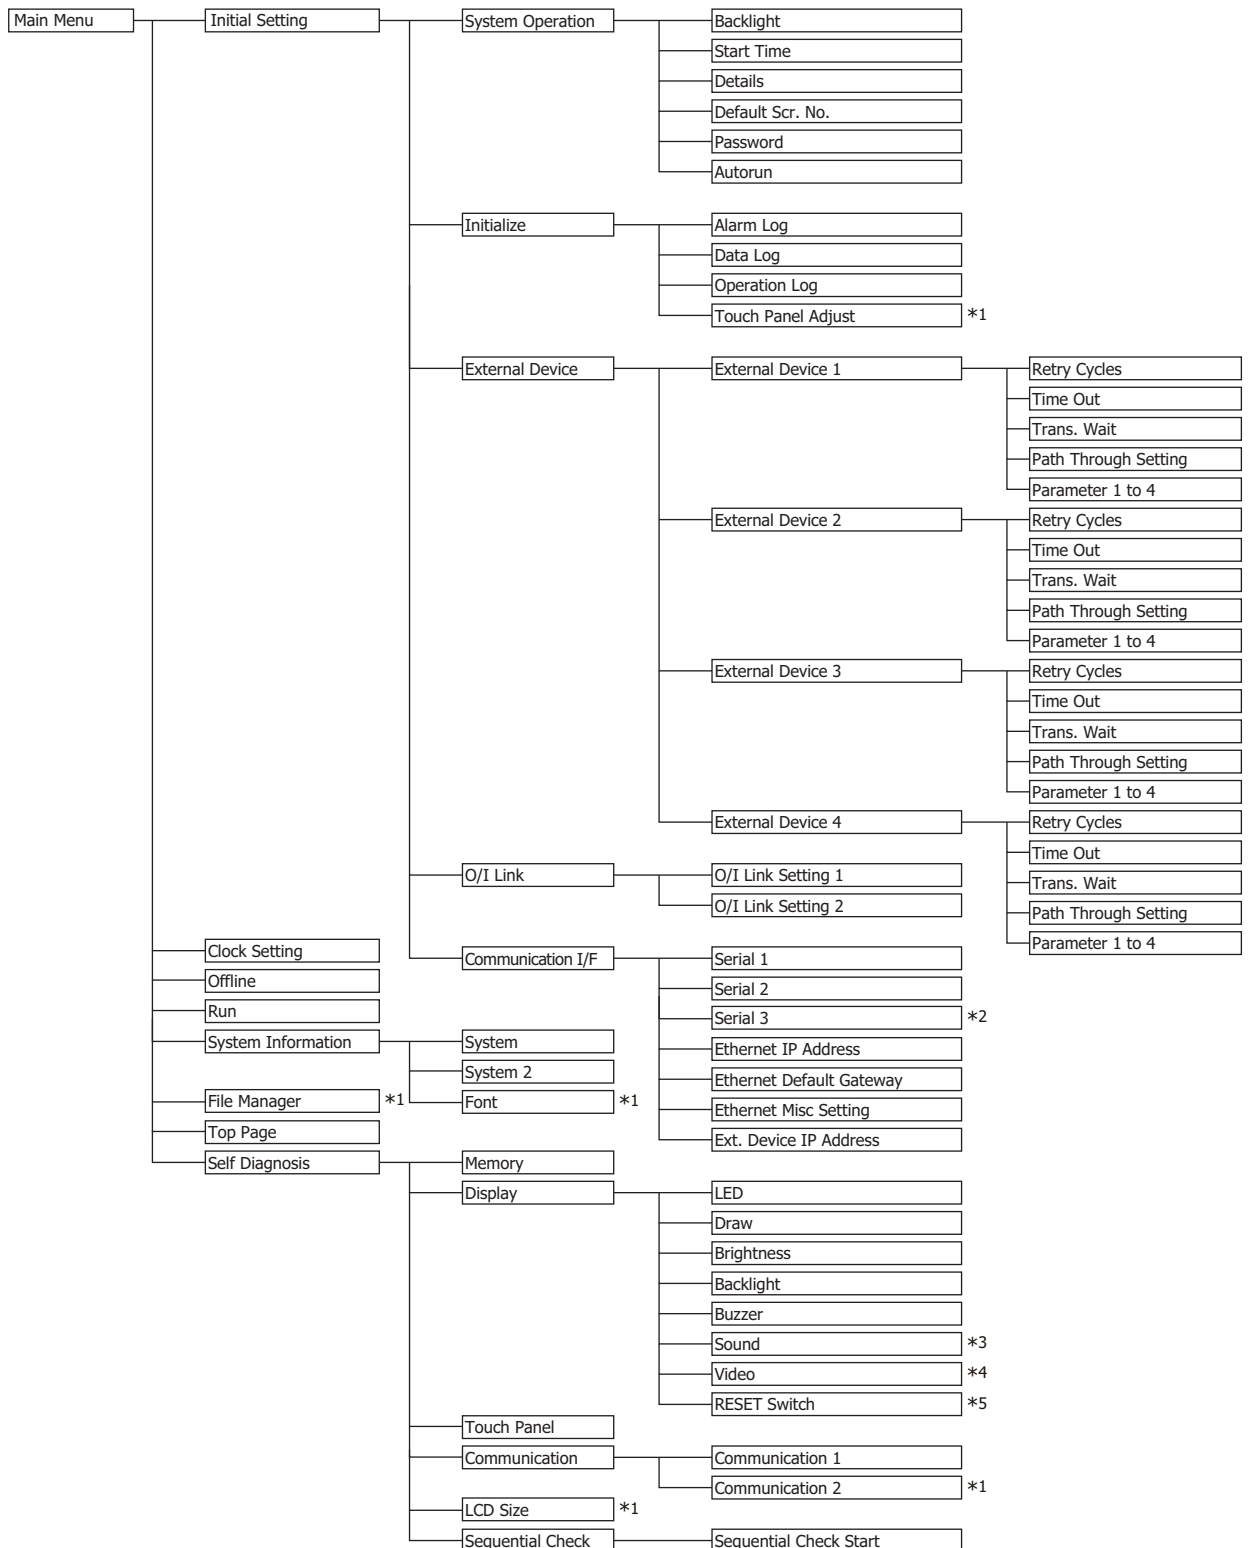 Main Menu
Initial Setting
System Operation
Backlight
Start Time
Details
Default Scr. No.
Password
Autorun
Initialize
Alarm Log
Data Log
Operation Log
Touch Panel Adjust *1
External Device
External Device 1
Retry Cycles
Time Out
Trans. Wait
Path Through Setting
Parameter 1 to 4
External Device 2
Retry Cycles
Time Out
Trans. Wait
Path Through Setting
Parameter 1 to 4
External Device 3
Retry Cycles
Time Out
Trans. Wait
Path Through Setting
Parameter 1 to 4
External Device 4
Retry Cycles
Time Out
Trans. Wait
Path Through Setting
Parameter 1 to 4
O/I Link
O/I Link Setting 1
O/I Link Setting 2
Communication I/F
Serial 1
Serial 2
Serial 3 *2
Ethernet IP Address
Ethernet Default Gateway
Ethernet Misc Setting
Ext. Device IP Address
Clock Setting
Offline
Run
System Information
System
System 2
Font *1
File Manager *1
Top Page
Self Diagnosis
Memory
Display
LED
Draw
Brightness
Backlight
Buzzer
Sound *3
Video *4
RESET Switch *5
Touch Panel
Communication
Communication 1
Communication 2 *1
LCD Size *1
Sequential Check
Sequential Check Start